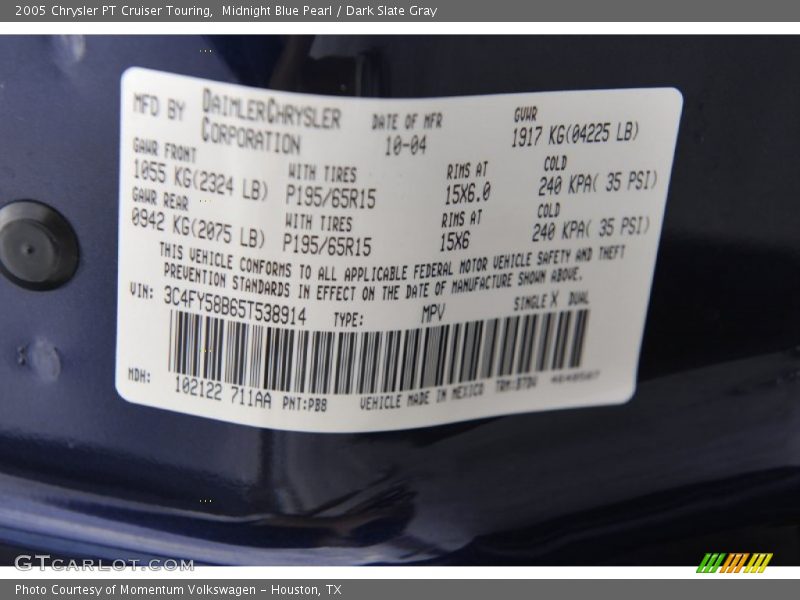 2005 Chrysler PT Cruiser Touring, Midnight Blue Pearl / Dark Slate Gray
MFD BY DAIMLERCHRYSLER CORPORATION DATE OF MFR 10-04 GVWR 1917 KG(04225 LB)
GAWR FRONT WITH TIRES RIMS AT COLD
1055 KG(2324 LB) P195/65R15 15X6.0 240 KPA( 35 PSI)
GAWR REAR WITH TIRES RIMS AT COLD
0942 KG(2075 LB) P195/65R15 15X6 240 KPA( 35 PSI)
THIS VEHICLE CONFORMS TO ALL APPLICABLE FEDERAL MOTOR VEHICLE SAFETY AND THEFT
PREVENTION STANDARDS IN EFFECT ON THE DATE OF MANUFACTURE SHOWN ABOVE.
VIN: 3C4FY58B65T538914 TYPE: MPV SINGLE X DUAL
MDH: 102122 711AA PNT:PBB VEHICLE MADE IN MEXICO
GTCARLOT.COM
Photo Courtesy of Momentum Volkswagen - Houston, TX